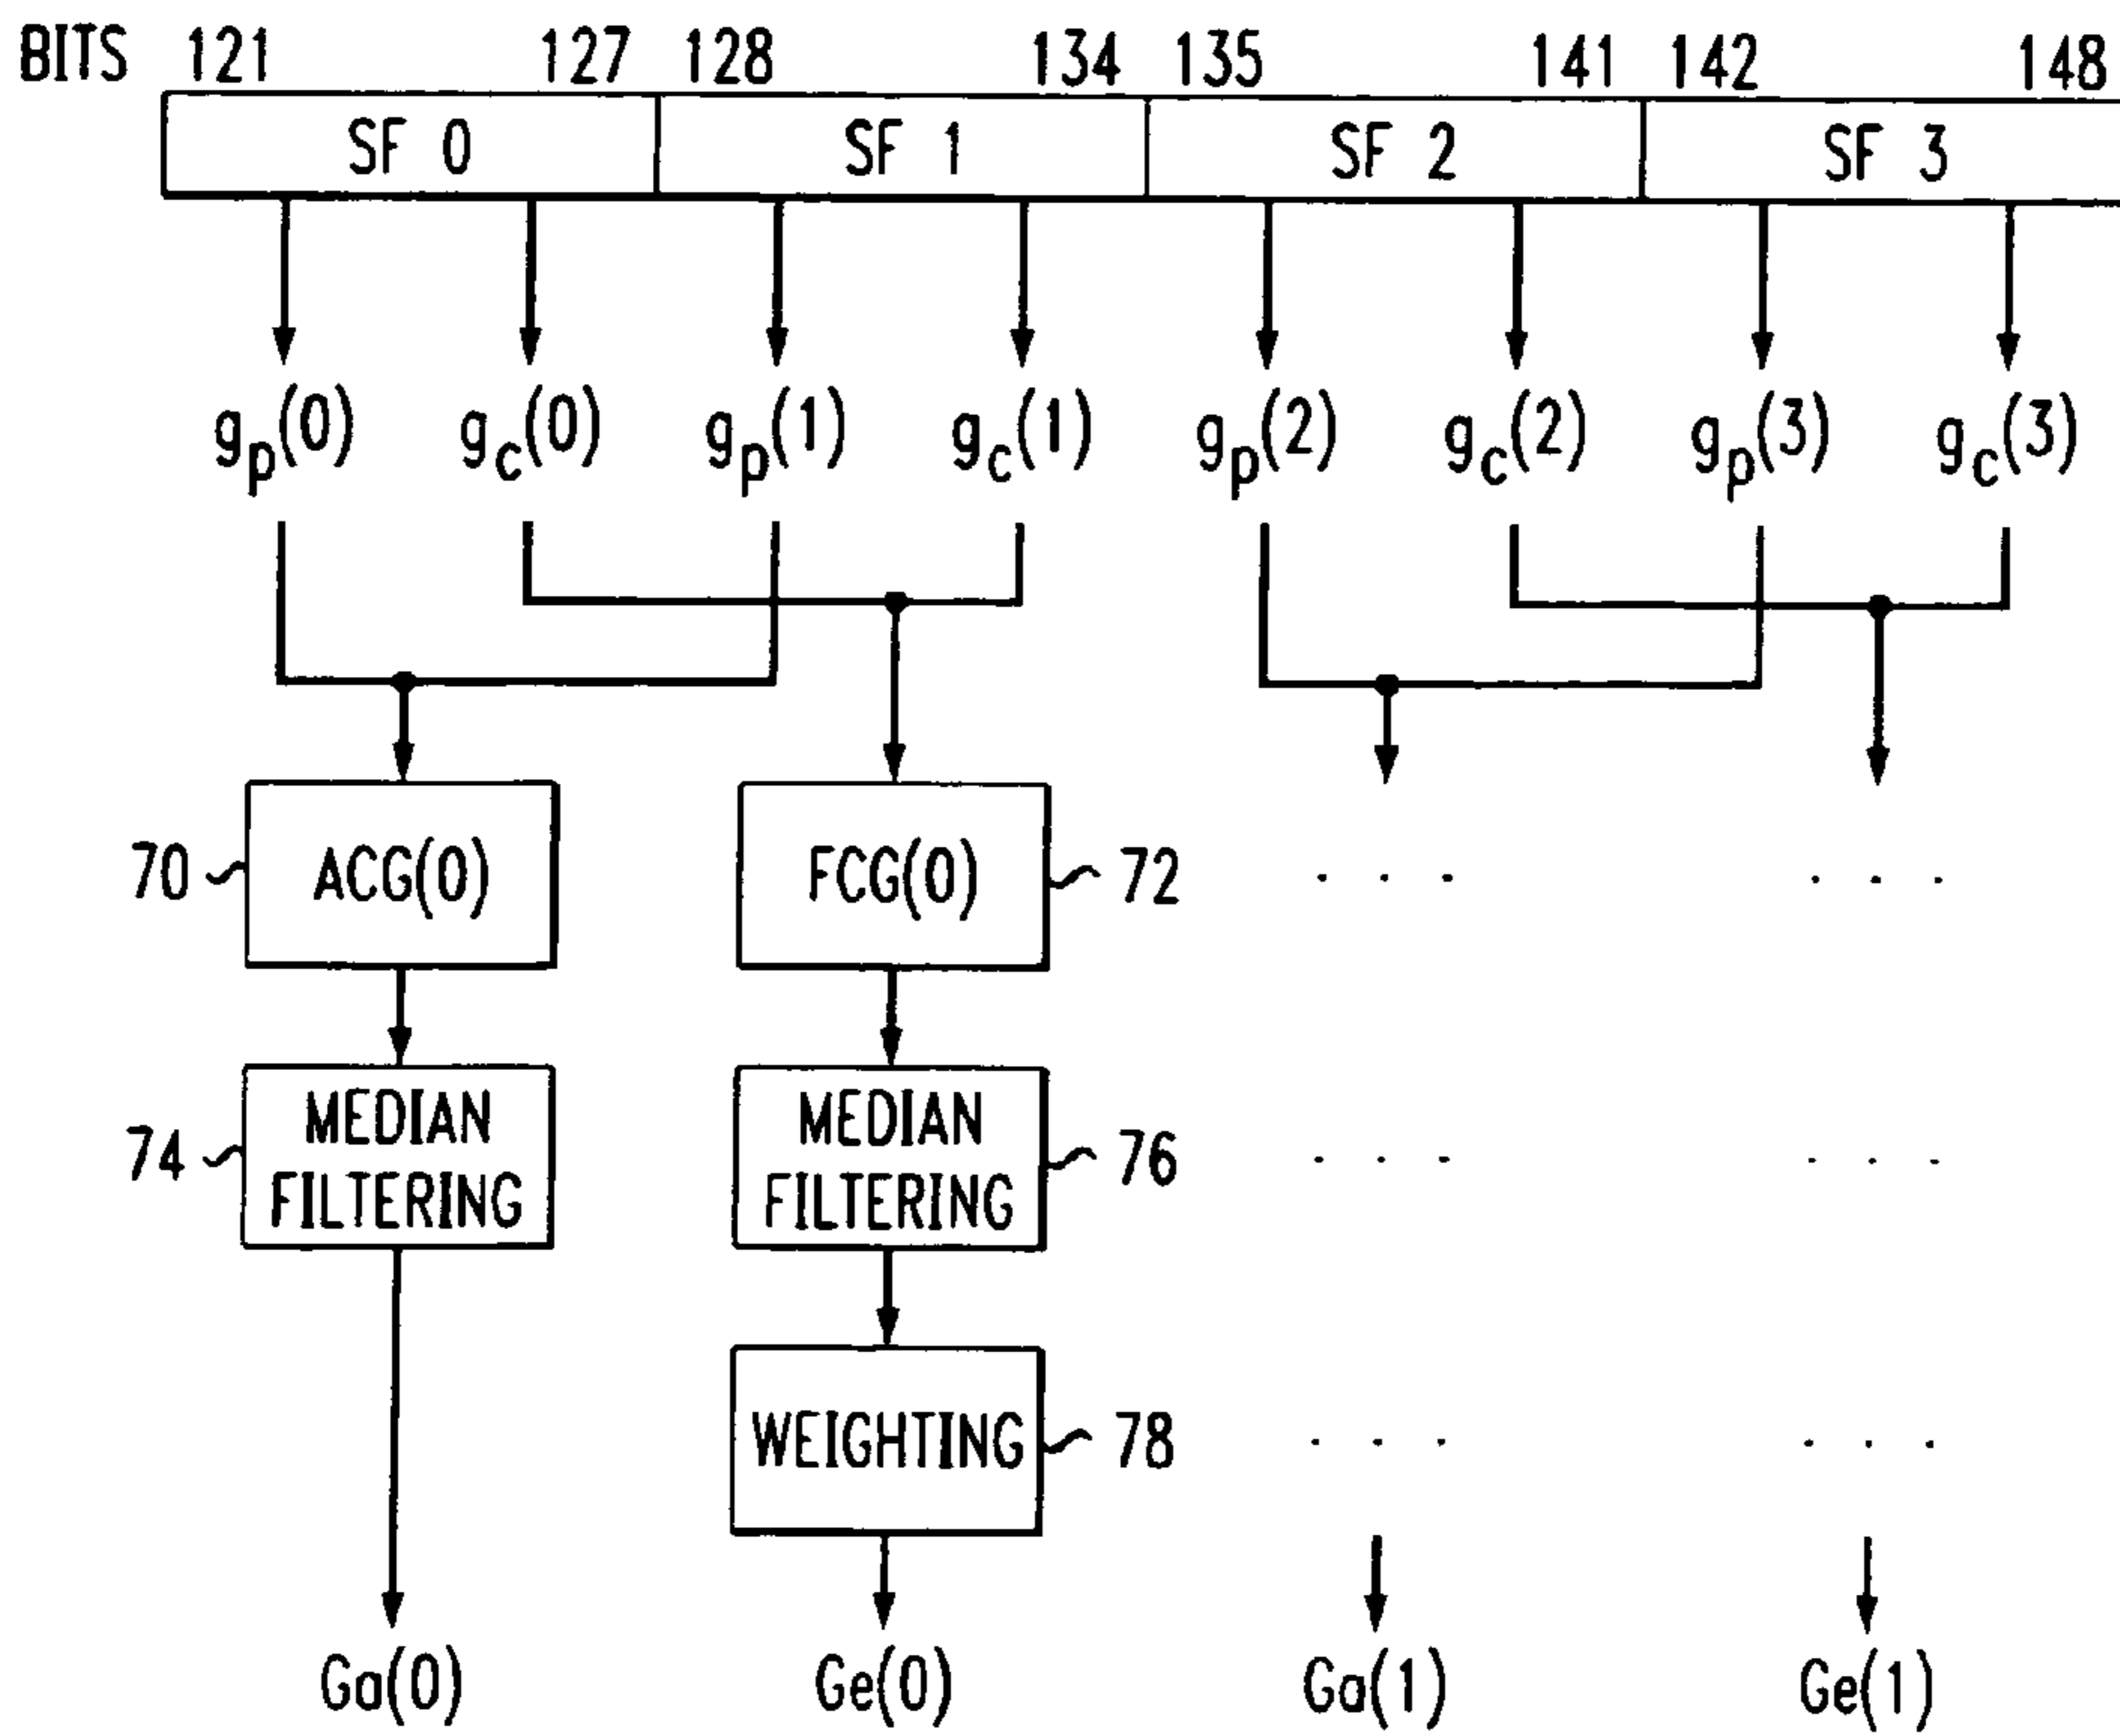 BITS 121 127 128 134 135 141 142 148
SF 0 SF 1 SF 2 SF 3
gp(0) gc(0) gp(1) gc(1) gp(2) gc(2) gp(3) gc(3)
70 ACG(0) FCG(0) 72 . . . . . .
74 MEDIAN FILTERING MEDIAN FILTERING 76 . . . . . .
WEIGHTING 78 . . . . . .
Ga(0) Ge(0) Ga(1) Ge(1)